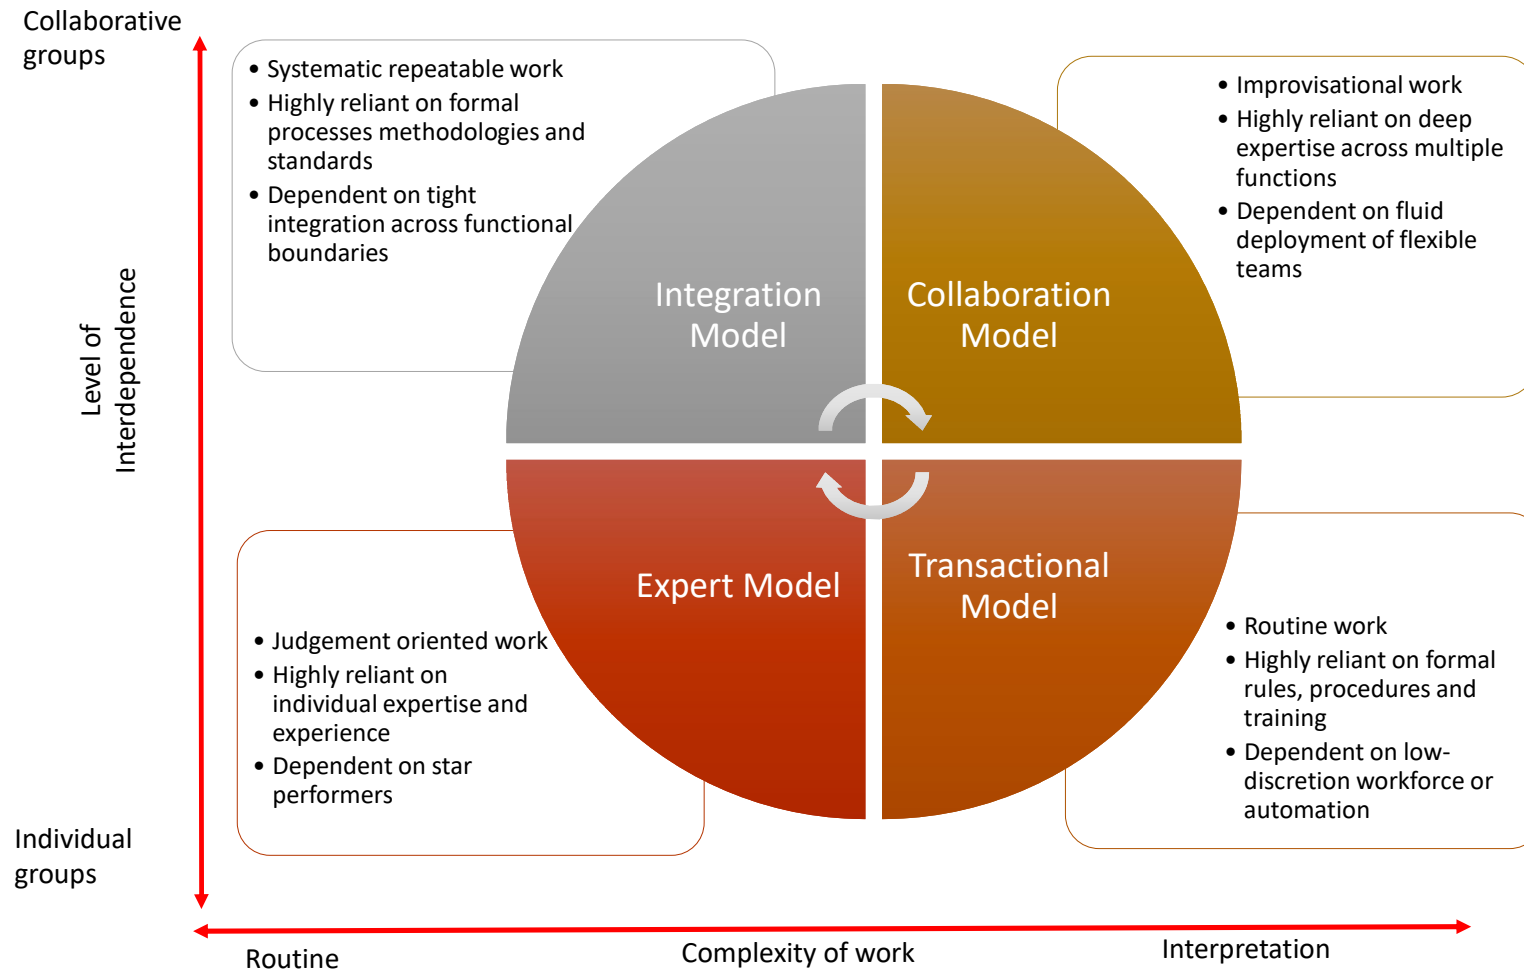 Collaborative
groups
• Systematic repeatable work
• Highly reliant on formal
processes methodologies and
standards
• Dependent on tight
integration across functional
boundaries
• Improvisational work
• Highly reliant on deep
expertise across multiple
functions
• Dependent on fluid
deployment of flexible
teams
Level of
Interdependence
Integration
Model
Collaboration
Model
Expert Model
Transactional
Model
• Judgement oriented work
• Highly reliant on
individual expertise and
experience
• Dependent on star
performers
• Routine work
• Highly reliant on formal
rules, procedures and
training
• Dependent on low-
discretion workforce or
automation
Individual
groups
Routine
Complexity of work
Interpretation